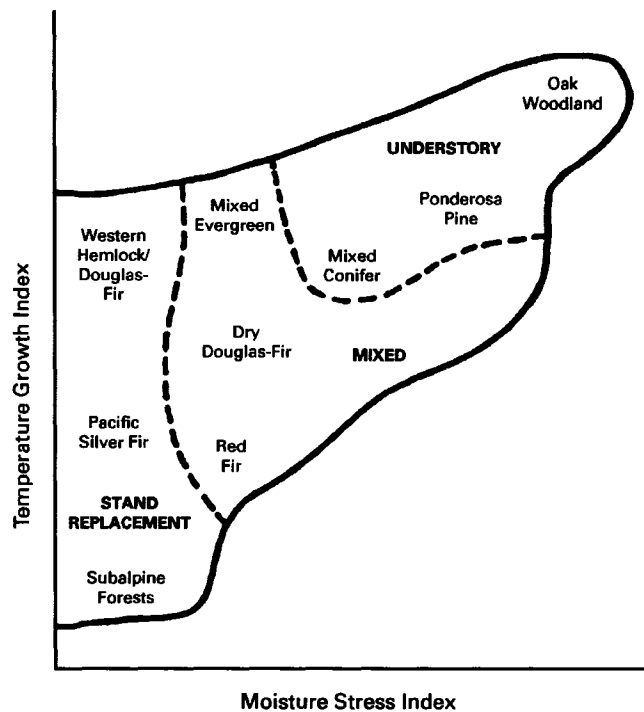 Oak
Woodland
UNDERSTORY
Ponderosa
Pine
Mixed
Evergreen
Western
Hemlock/
Douglas-
Fir
Mixed
Conifer
Dry
Douglas-Fir
MIXED
Pacific
Silver Fir
Red
Fir
STAND
REPLACEMENT
Subalpine
Forests
Temperature Growth Index
Moisture Stress Index